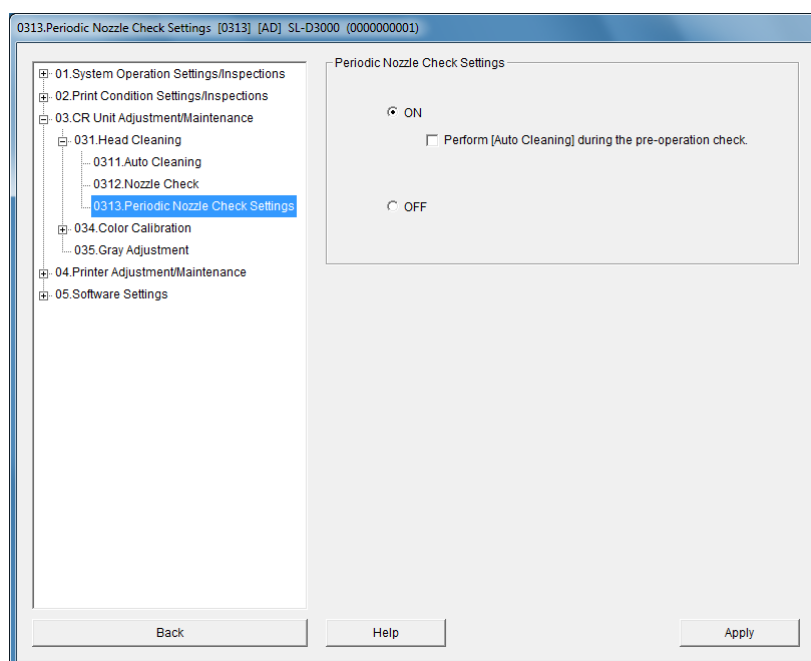 0313.Periodic Nozzle Check Settings [0313] [AD] SL-D3000 (0000000001)
01.System Operation Settings/Inspections
02.Print Condition Settings/Inspections
03.CR Unit Adjustment/Maintenance
031.Head Cleaning
0311.Auto Cleaning
0312.Nozzle Check
0313.Periodic Nozzle Check Settings
034.Color Calibration
035.Gray Adjustment
04.Printer Adjustment/Maintenance
05.Software Settings
Periodic Nozzle Check Settings
ON
Perform [Auto Cleaning] during the pre-operation check.
OFF
Back
Help
Apply